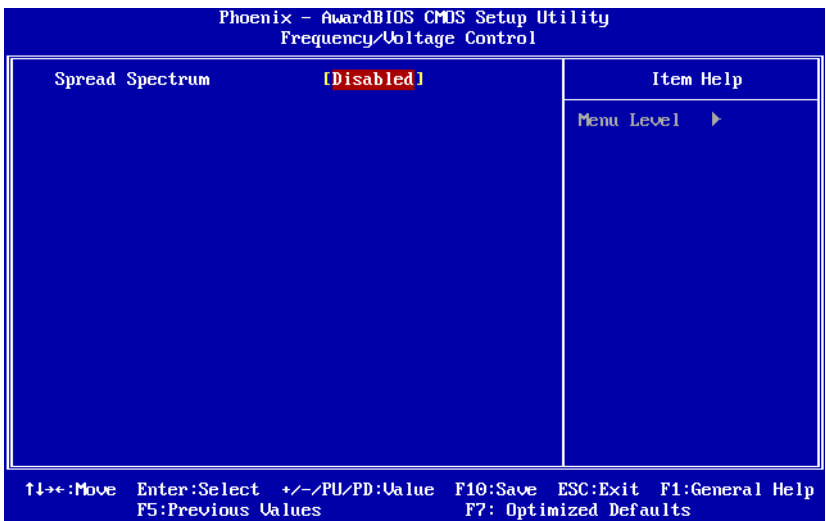 Phoenix - AwardBIOS CMOS Setup Utility
Frequency/Voltage Control
Spread Spectrum [Disabled]
Item Help
Menu Level ▶
↑↓→←:Move Enter:Select +/-/PU/PD:Value F10:Save ESC:Exit F1:General Help
F5:Previous Values F7: Optimized Defaults